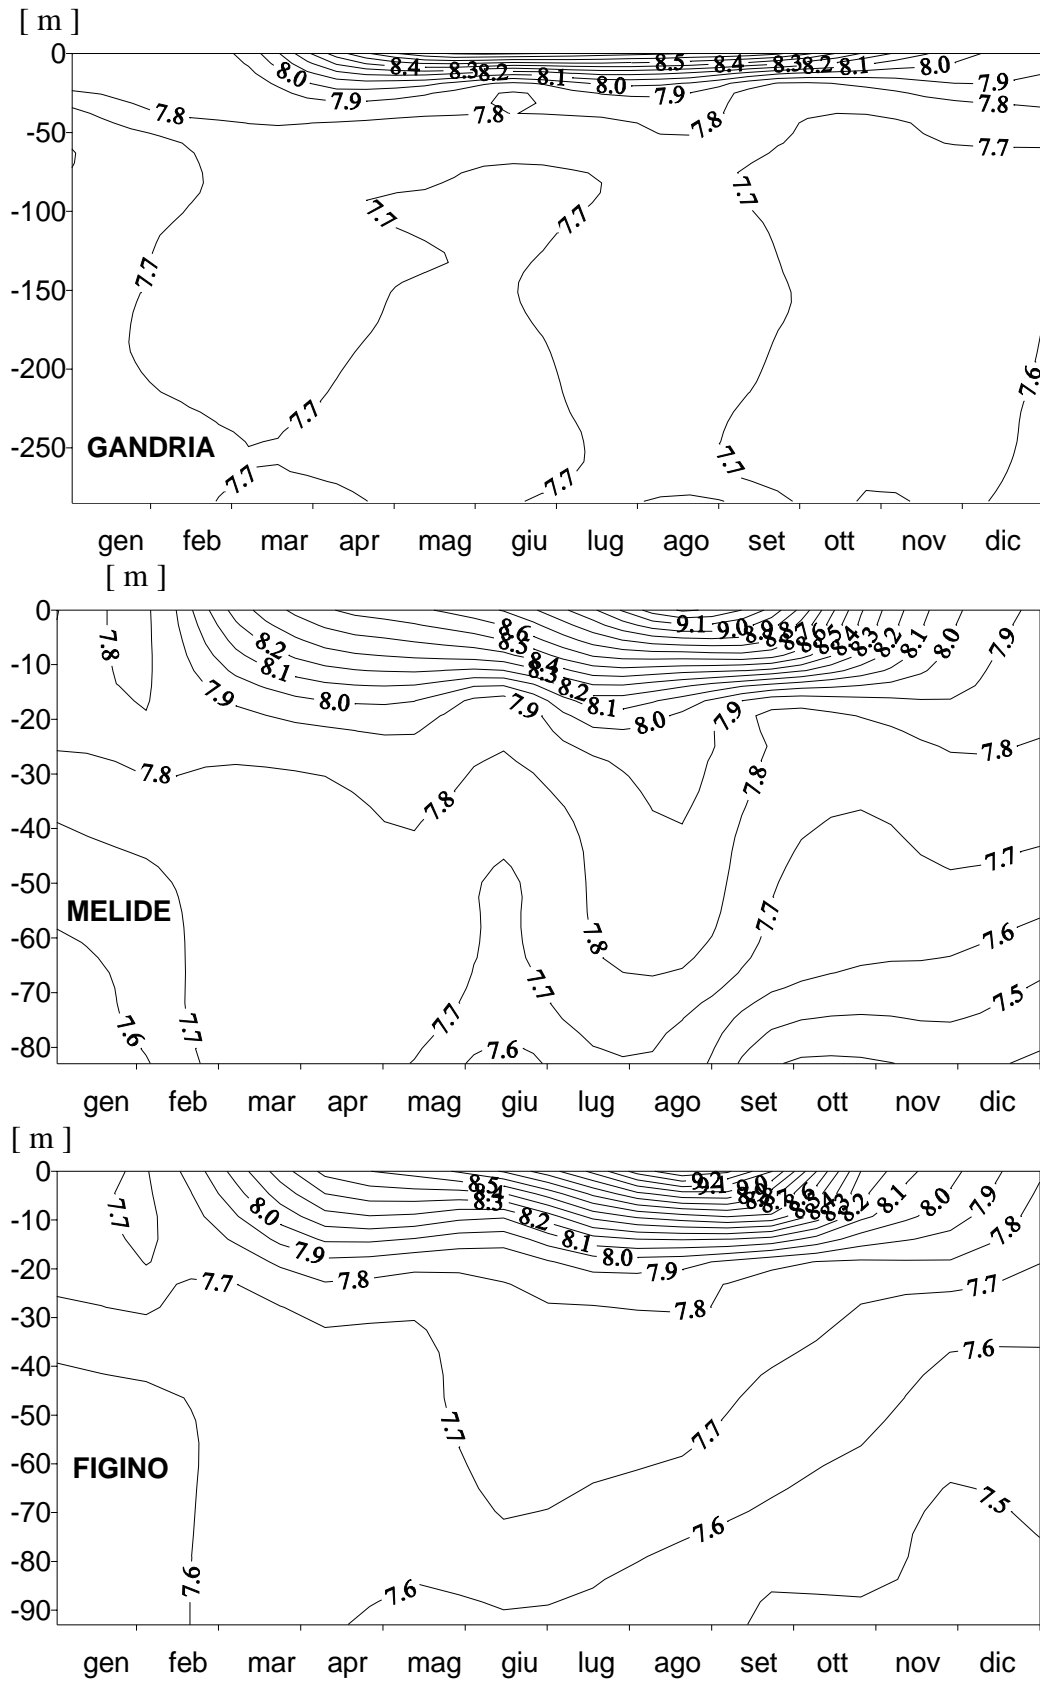 [ m ]
0
8.5 8.4 8.3 8.2 8.1 8.0
8.0 8.4 8.3 8.2 8.1 8.0 7.9
7.9 7.9 7.8
7.8 7.8 7.8
-50
7.7
-100
7.7 7.7 7.7
-150
7.7
-200
7.6
7.7
-250
GANDRIA
7.7 7.7 7.7
gen feb mar apr mag giu lug ago set ott nov dic
[ m ]
0
9.1 9.0
7.8 8.2 8.6 8.5 8.3 8.2 8.1 8.0 7.9
-10
8.1 8.4 8.3 8.2
7.9 8.0 7.9 8.1 8.0 7.9
-20
7.8
-30
7.8 7.8 7.8
-40
7.7
-50
MELIDE
7.7
-60
7.8 7.6
-70
7.7 7.5
7.6 7.7 7.7 7.6
-80
gen feb mar apr mag giu lug ago set ott nov dic
[ m ]
0
8.5 9.2 9.1 9.0
7.7 8.0 8.4 8.3 8.2 8.1 8.0 7.9
-10
8.2 8.1 7.8
7.9 8.0
-20
7.7 7.8 7.9 7.7
7.8
-30
7.6
-40
-50
7.7 7.7
-60
FIGINO
-70
7.5
7.6
-80
7.6 7.6
-90
gen feb mar apr mag giu lug ago set ott nov dic